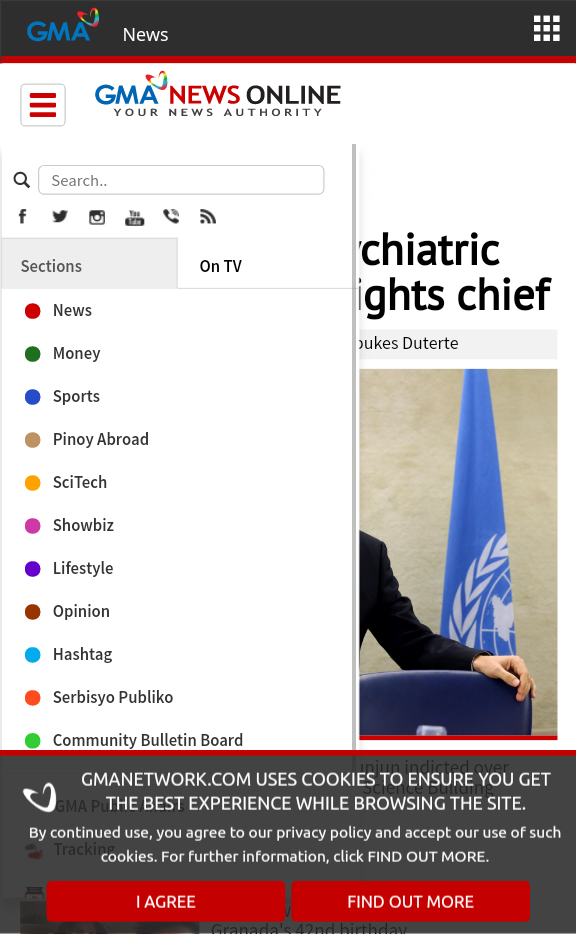 GMA News
GMA NEWS ONLINE
YOUR NEWS AUTHORITY
Search..
You Tube
Sections
On TV
News
Money
Sports
Pinoy Abroad
SciTech
Showbiz
Lifestyle
Opinion
Hashtag
Serbisyo Publiko
Community Bulletin Board
Tracking
ychiatric
ights chief
bukes Duterte
indicted over
Science Building
GMANETWORK.COM USES COOKIES TO ENSURE YOU GET
THE BEST EXPERIENCE WHILE BROWSING THE SITE.
By continued use, you agree to our privacy policy and accept our use of such
cookies. For further information, click FIND OUT MORE.
I AGREE
FIND OUT MORE
Granada's 42nd birthday